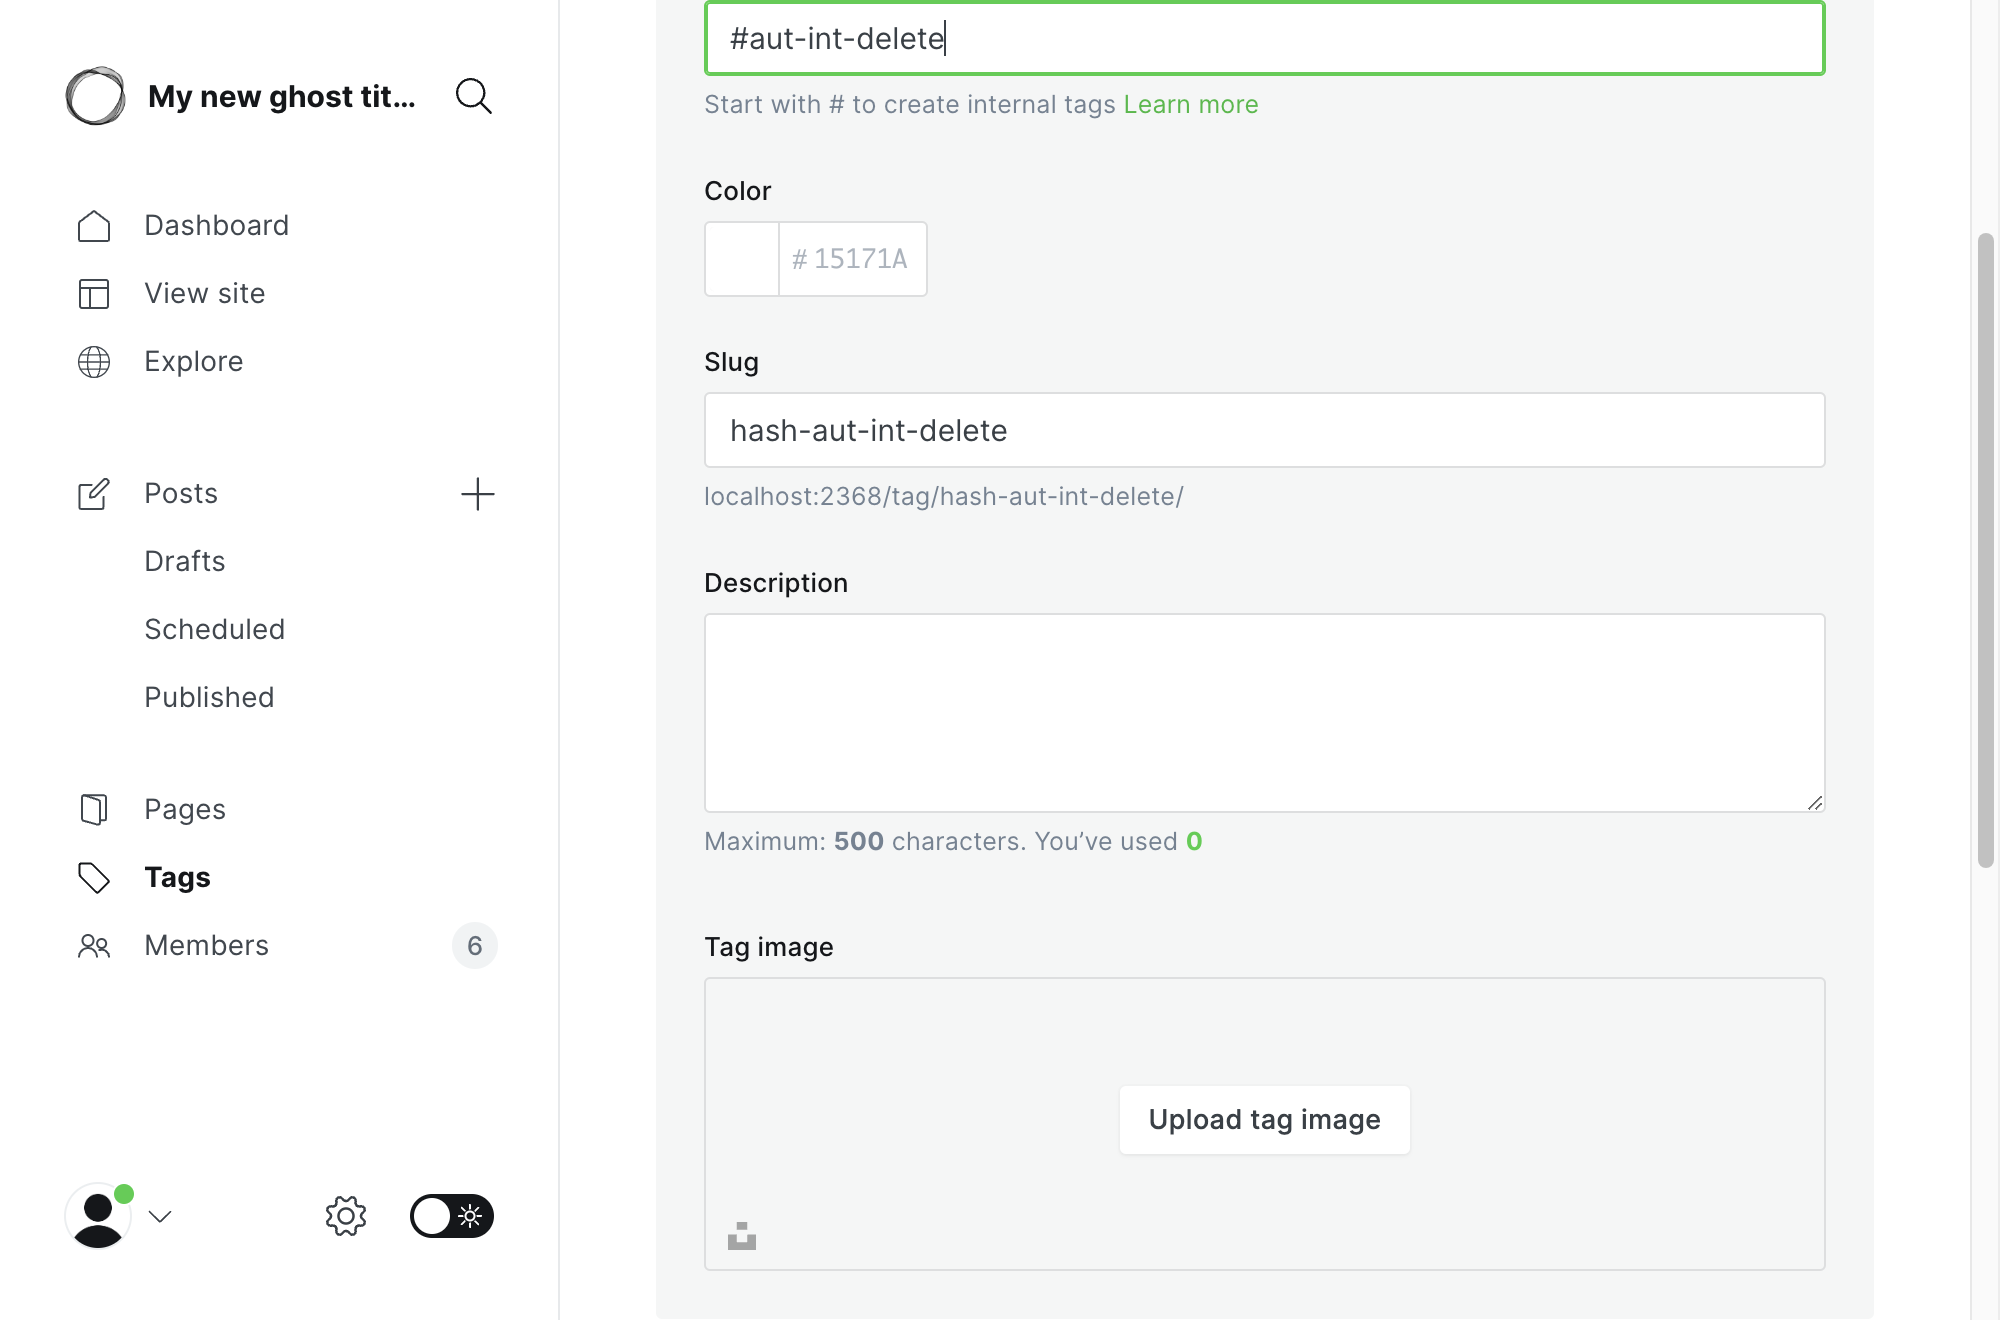 My new ghost tit...
Dashboard
View site
Explore
Posts
Drafts
Scheduled
Published
Pages
Tags
Members
6
#aut-int-delete
Start with # to create internal tags Learn more
Color
# 15171A
Slug
hash-aut-int-delete
localhost:2368/tag/hash-aut-int-delete/
Description
Maximum: 500 characters. You’ve used 0
Tag image
Upload tag image